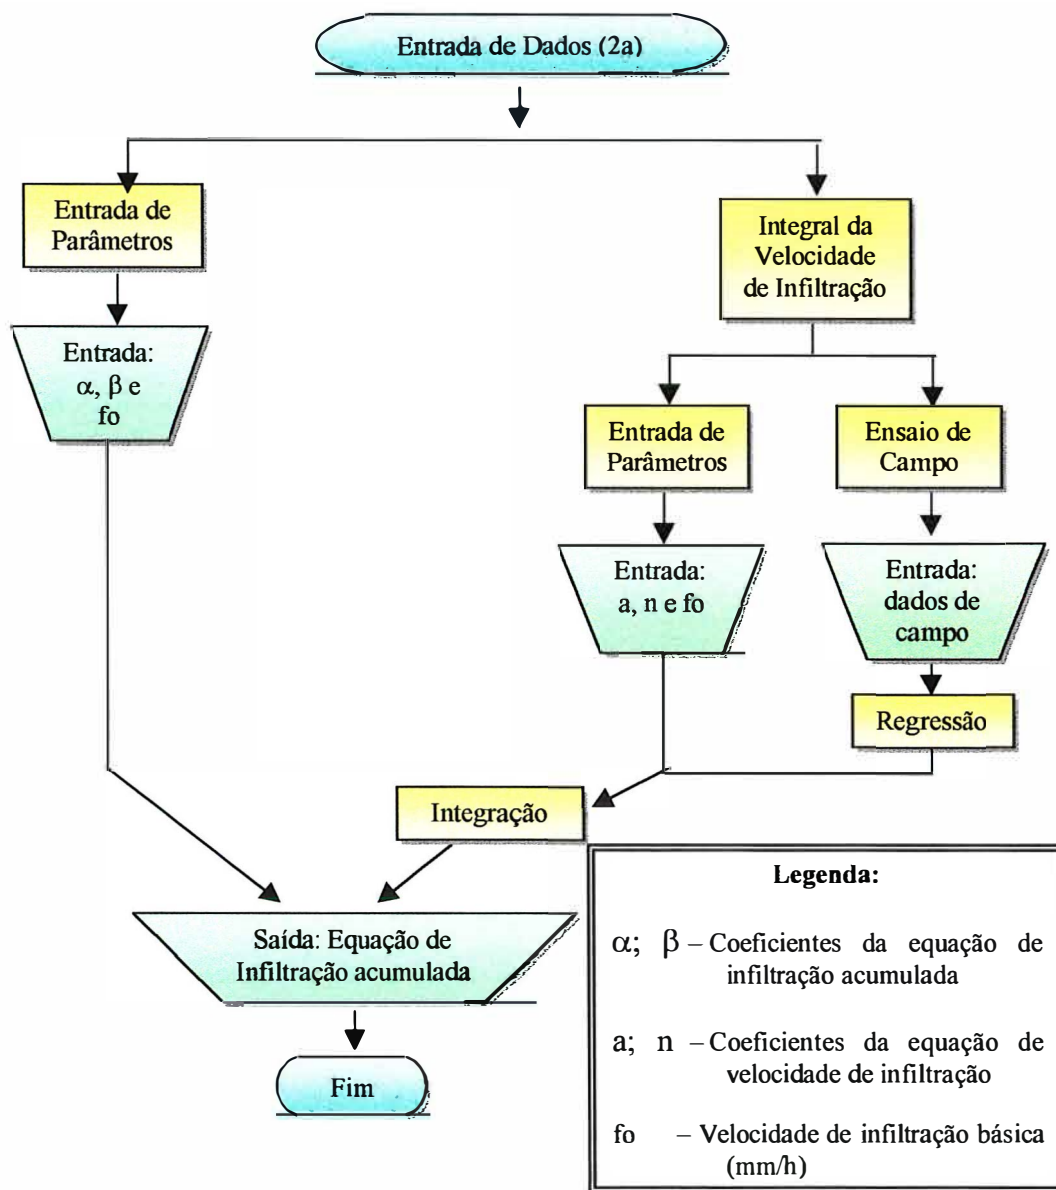 Entrada de Dados (2a)
Entrada de
Parâmetros
Integral da
Velocidade
de Infiltração
Entrada:
α, β e
fo
Entrada de
Parâmetros
Ensaio de
Campo
Entrada:
a, n e fo
Entrada:
dados de
campo
Regressão
Integração
Saída: Equação de
Infiltração acumulada
Fim
Legenda:
α; β – Coeficientes da equação de
infiltração acumulada
a; n – Coeficientes da equação de
velocidade de infiltração
fo – Velocidade de infiltração básica
(mm/h)